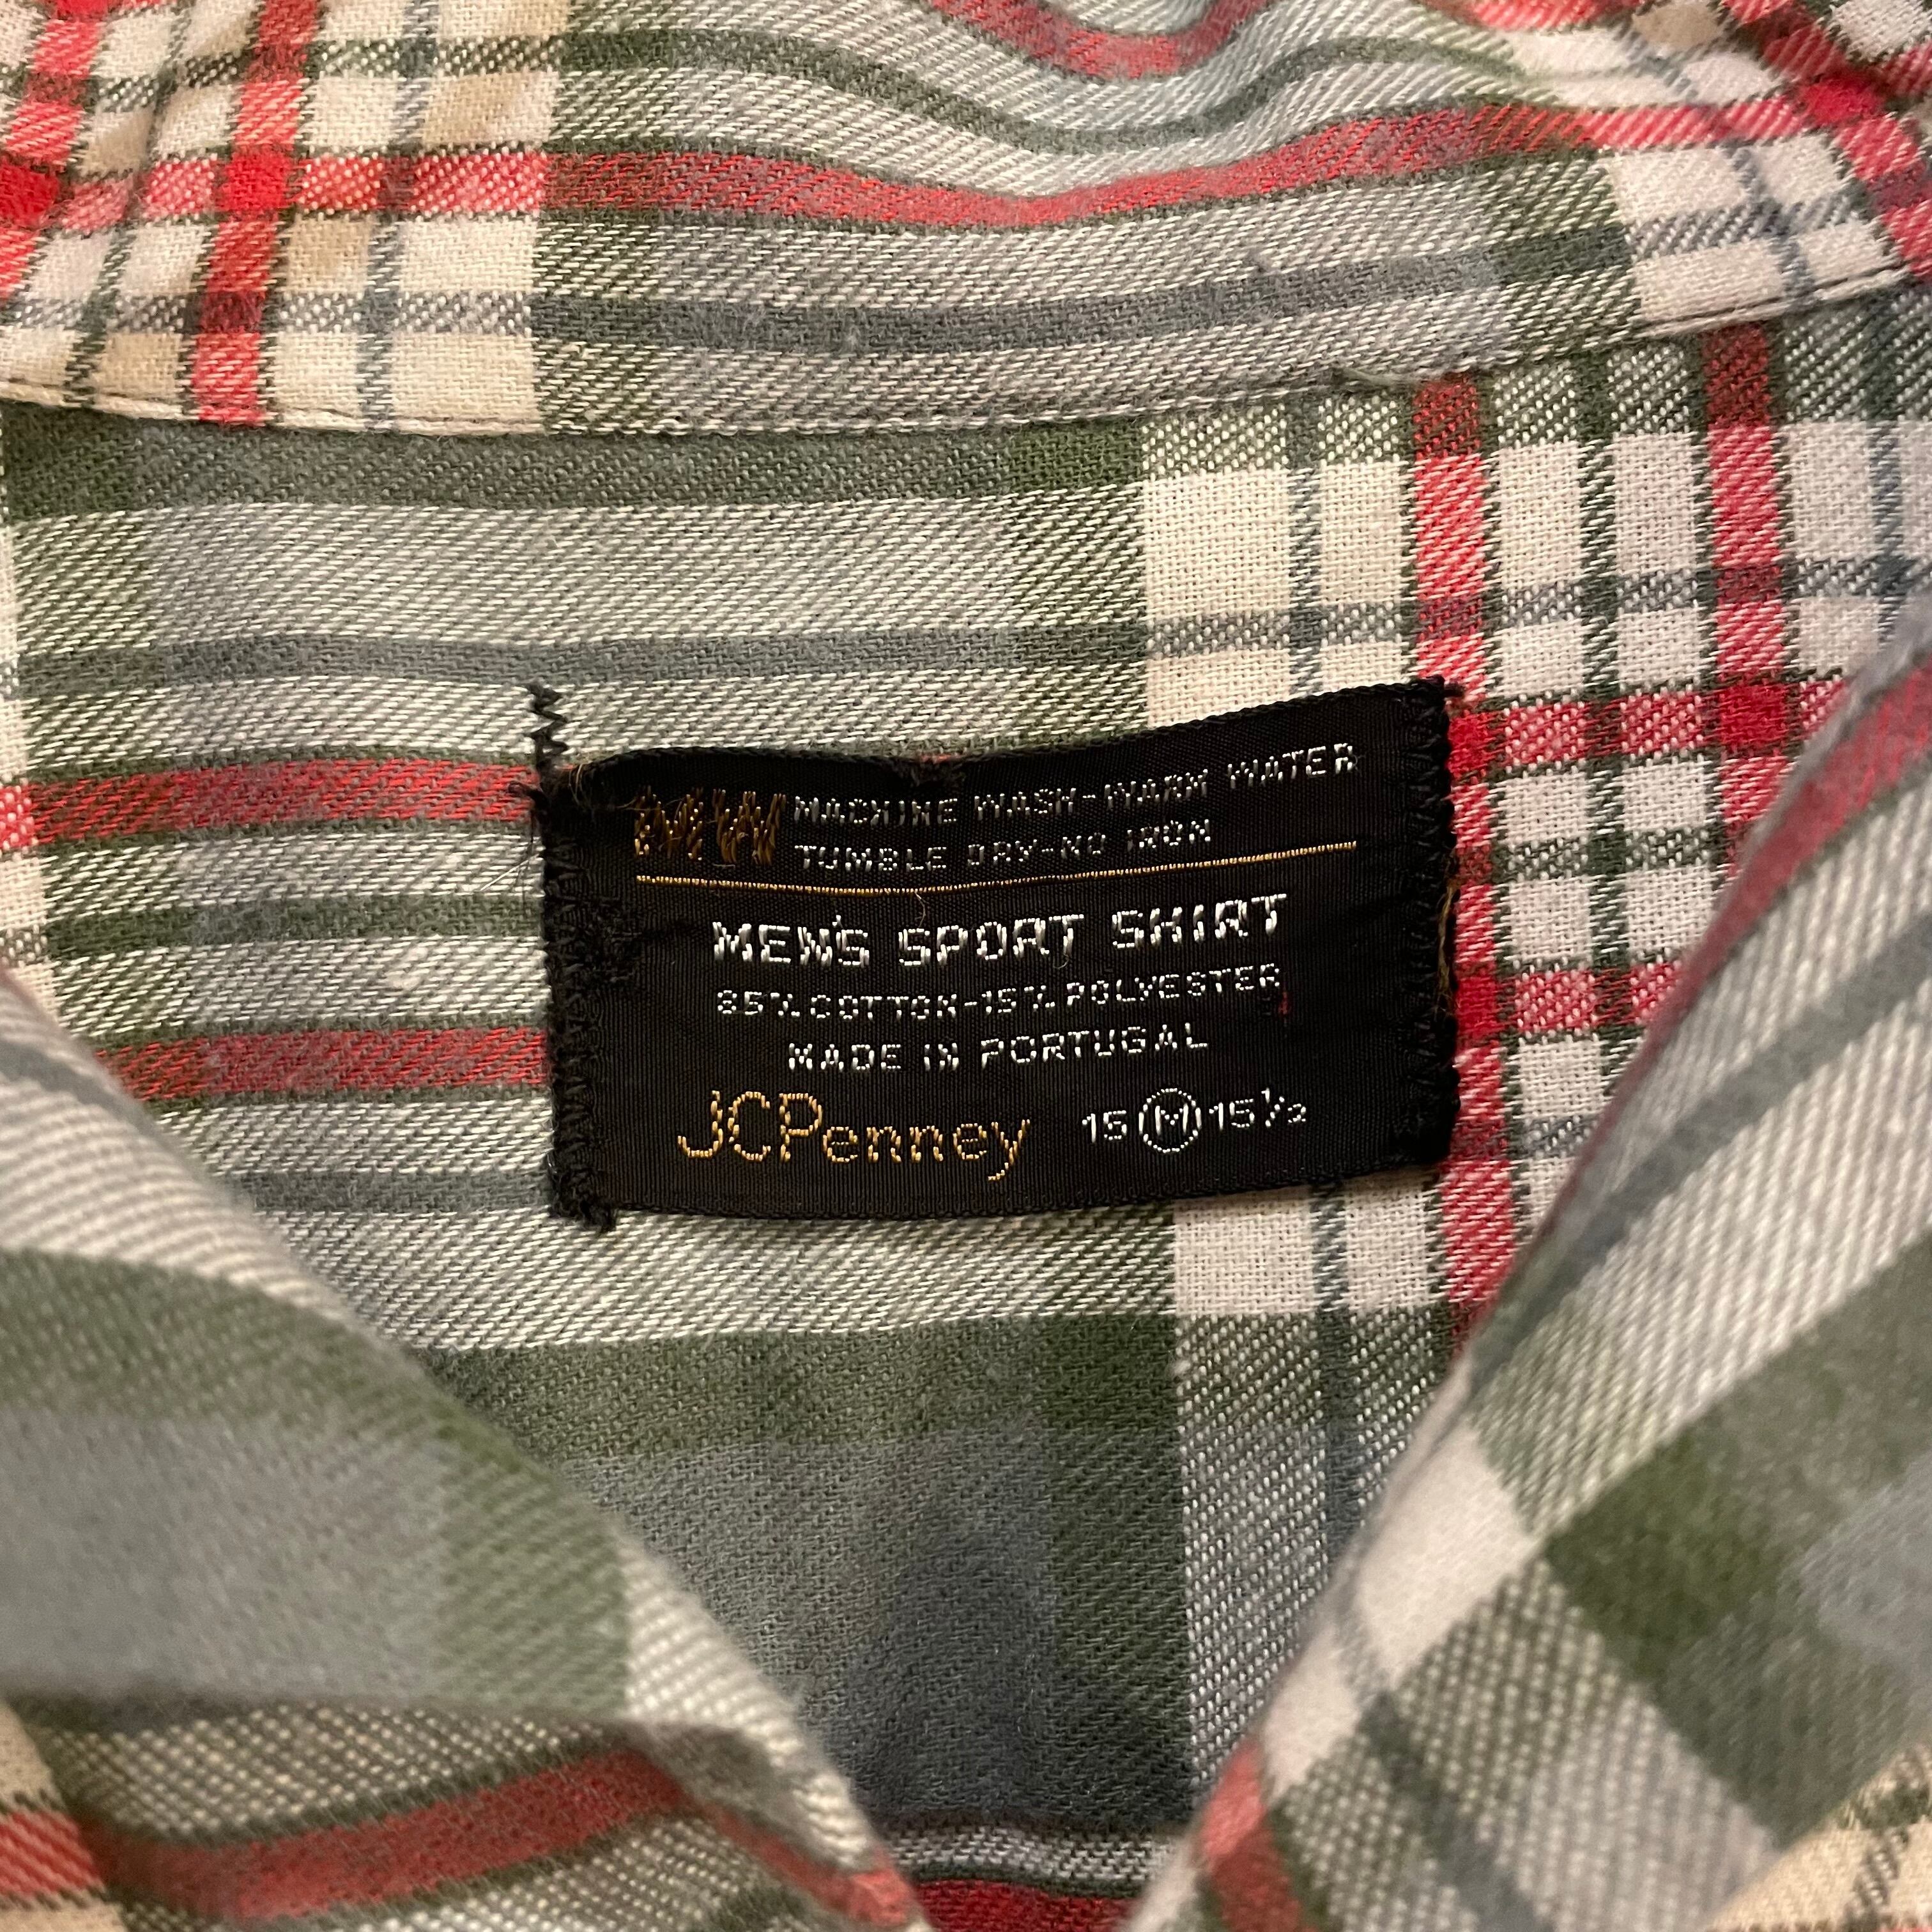 MACHINE WASH-WARM WATER
TUMBLE DRY-NO IRON
MEN'S SPORT SHIRT
85% COTTON-15% POLYESTER
MADE IN PORTUGAL
JCPenney 15 M 15½